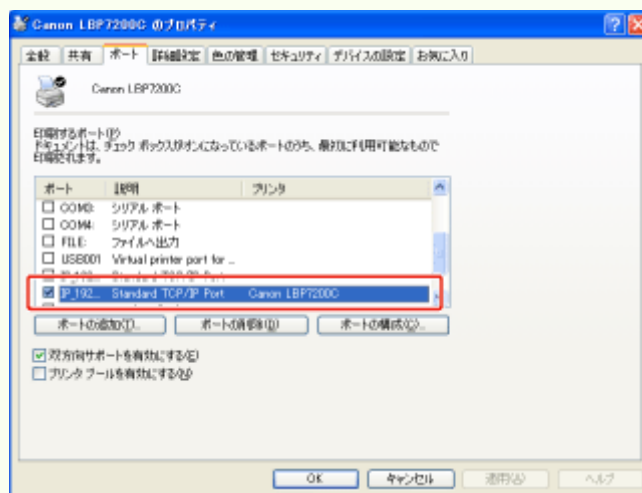 Canon LBP7200C のプロパティ
全般 共有 ポート 詳細設定 色の管理 セキュリティ デバイスの設定 お気に入り
Canon LBP7200C
印刷するポート(P)
ドキュメントは、チェック ボックスがオンになっているポートのうち、最初に利用可能なもので
印刷されます。
ポート 説明 プリンタ
COM3: シリアル ポート
COM4: シリアル ポート
FILE: ファイルへ出力
USB001 Virtual printer port for ...
IP_192... Standard TCP/IP Port
IP_192... Standard TCP/IP Port Canon LBP7200C
ポートの追加(T)... ポートの削除(D) ポートの構成(C)...
双方向サポートを有効にする(E)
プリンタ プールを有効にする(N)
OK キャンセル 適用(A) ヘルプ